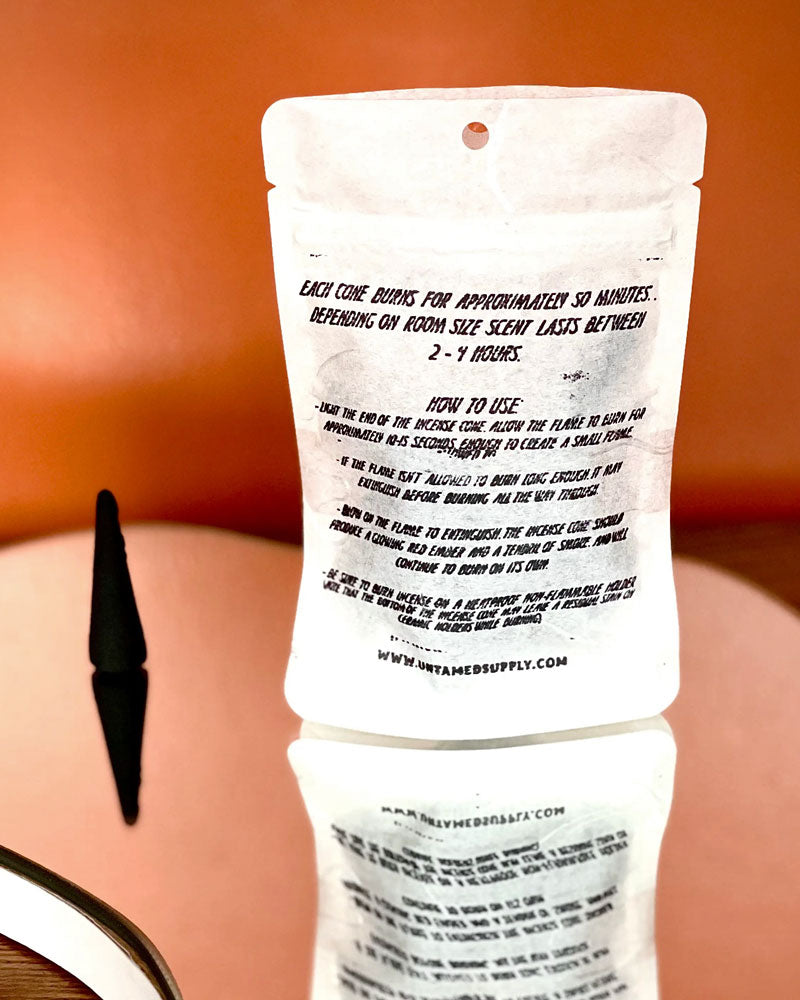 EACH CONE BURNS FOR APPROXIMATELY 50 MINUTES.
DEPENDING ON ROOM SIZE SCENT LASTS BETWEEN
2 - 4 HOURS.
HOW TO USE:
- LIGHT THE END OF THE INCENSE CONE. ALLOW THE FLAME TO BURN FOR
APPROXIMATELY 10-15 SECONDS, ENOUGH TO CREATE A SMALL FLAME.
- IF THE FLAME ISN'T ALLOWED TO BURN LONG ENOUGH, IT MAY
EXTINGUISH BEFORE BURNING ALL THE WAY THROUGH.
- BLOW ON THE FLAME TO EXTINGUISH. THE INCENSE CONE SHOULD
PRODUCE A GLOWING RED EMBER AND A TENDRIL OF SMOKE, AND WILL
CONTINUE TO BURN ON ITS OWN.
- BE SURE TO BURN INCENSE ON A HEATPROOF NON-FLAMMABLE HOLDER
NOTE THAT THE BOTTOM OF THE INCENSE CONE MAY LEAVE A RESIDUAL STAIN ON
CERAMIC HOLDERS WHILE BURNING)
WWW.UNTAMEDSUPPLY.COM